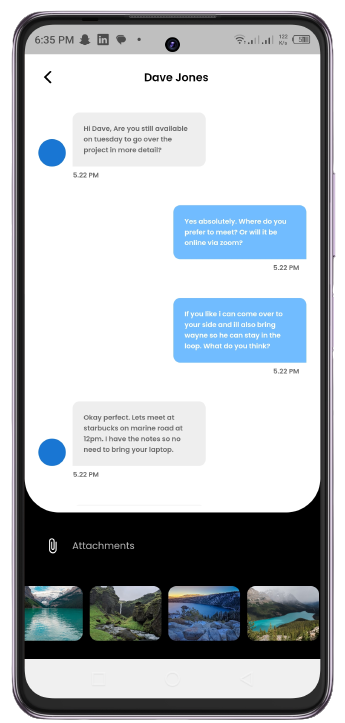 6:35 PM
122
K/s
Dave Jones
Hi Dave, Are you still available
on tuesday to go over the
project in more detail?
5.22 PM
Yes absolutely. Where do you
prefer to meet? Or will it be
online via zoom?
5.22 PM
If you like i can come over to
your side and Ill also bring
wayne so he can stay in the
loop. What do you think?
5.22 PM
Okay perfect. Lets meet at
starbucks on marine road at
12pm. I have the notes so no
need to bring your laptop.
5.22 PM
Attachments